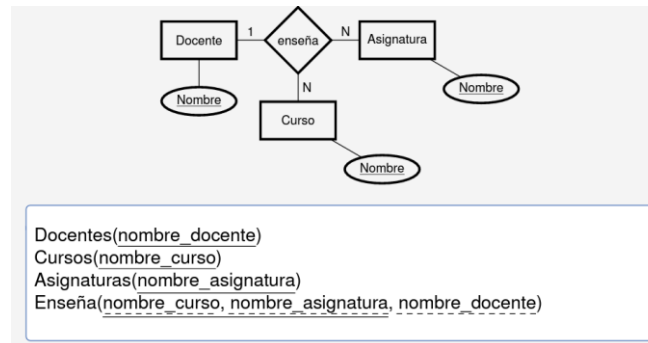 Docente
1
enseña
N
Asignatura
Nombre
N
Nombre
Curso
Nombre
Docentes(nombre_docente)
Cursos(nombre_curso)
Asignaturas(nombre_asignatura)
Enseña(nombre_curso, nombre_asignatura, nombre_docente)